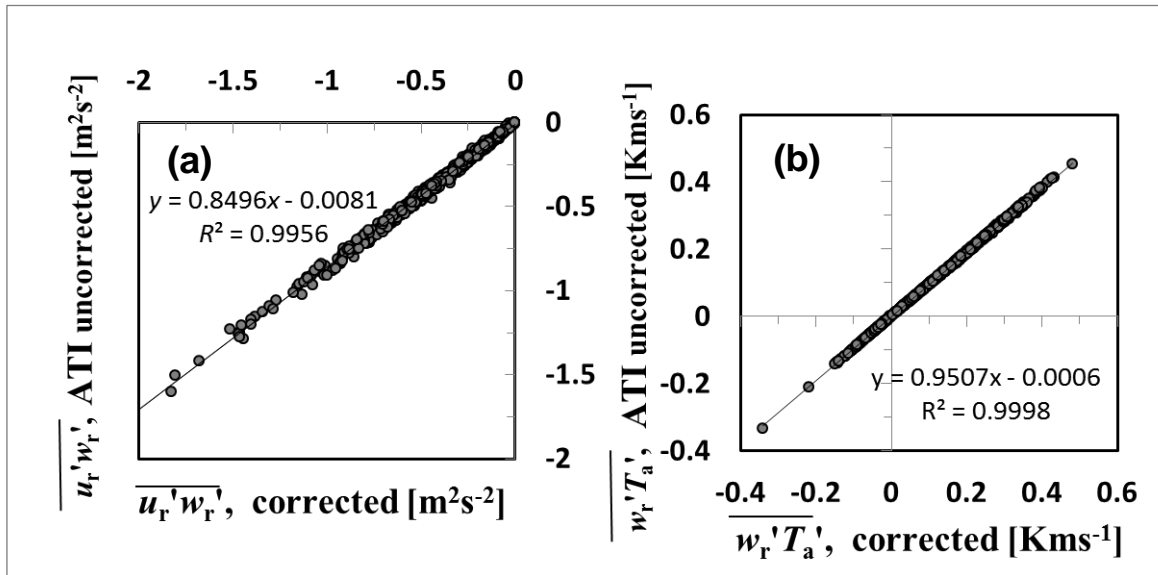 -2 -1.5 -1 -0.5 0
0
-0.5
-1
-1.5
-2
(a)
y = 0.8496x - 0.0081
R² = 0.9956
u_r'w_r', ATI uncorrected [m²s⁻²]
u_r'w_r', corrected [m²s⁻²]
0.6
0.4
0.2
0
-0.2
-0.4
(b)
y = 0.9507x - 0.0006
R² = 0.9998
w_r'T_a', ATI uncorrected [Kms⁻¹]
-0.4 -0.2 0 0.2 0.4 0.6
w_r'T_a', corrected [Kms⁻¹]